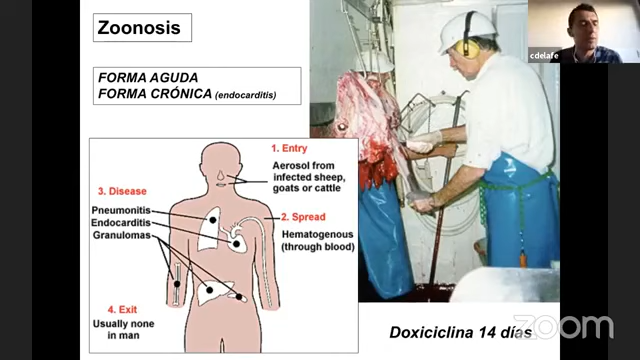 Zoonosis
FORMA AGUDA
FORMA CRÓNICA (endocarditis)
1. Entry
Aerosol from
infected sheep,
goats or cattle
3. Disease
Pneumonitis
Endocarditis
Granulomas
2. Spread
Hematogenous
(through blood)
4. Exit
Usually none
in man
Doxiciclina 14 días
cdelafe
zoom